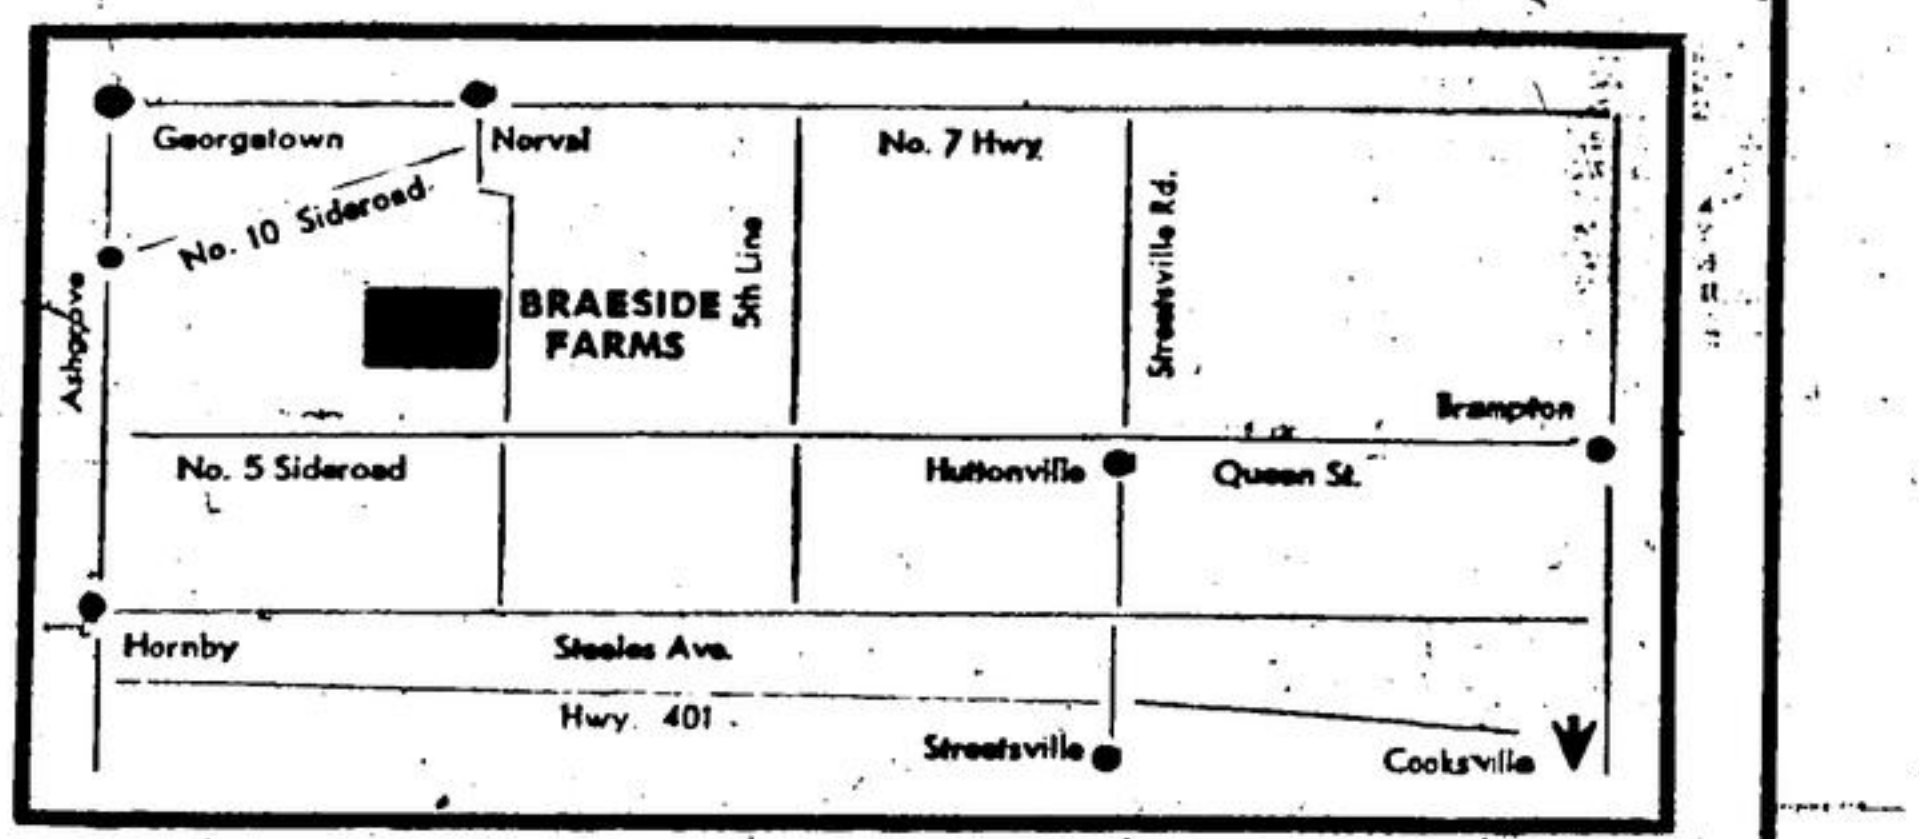 Georgetown
Norval
No. 7 Hwy.
No. 10 Sideroad.
Streetsville Rd.
5th Line
Ashgrove
BRAESIDE
FARMS
Brampton
No. 5 Sideroad
Huttonville
Queen St.
Hornby
Steeles Ave.
Hwy. 401
Streetsville
Cooksville